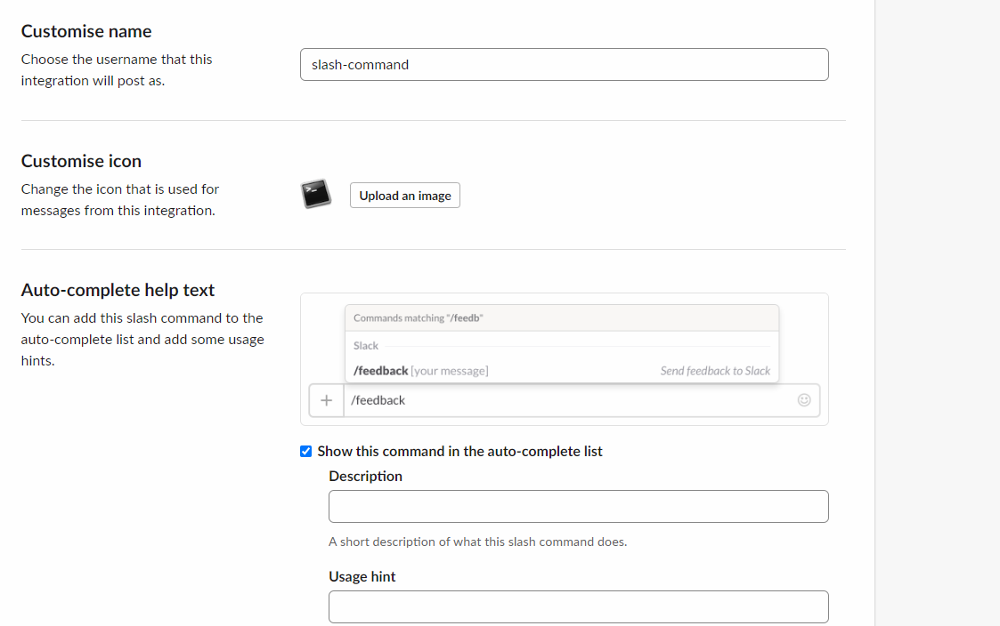 Customise name
Choose the username that this
integration will post as.
slash-command
Customise icon
Change the icon that is used for
messages from this integration.
Upload an image
Auto-complete help text
You can add this slash command to the
auto-complete list and add some usage
hints.
Commands matching "/feedb"
Slack
/feedback [your message] Send feedback to Slack
/feedback
Show this command in the auto-complete list
Description
A short description of what this slash command does.
Usage hint